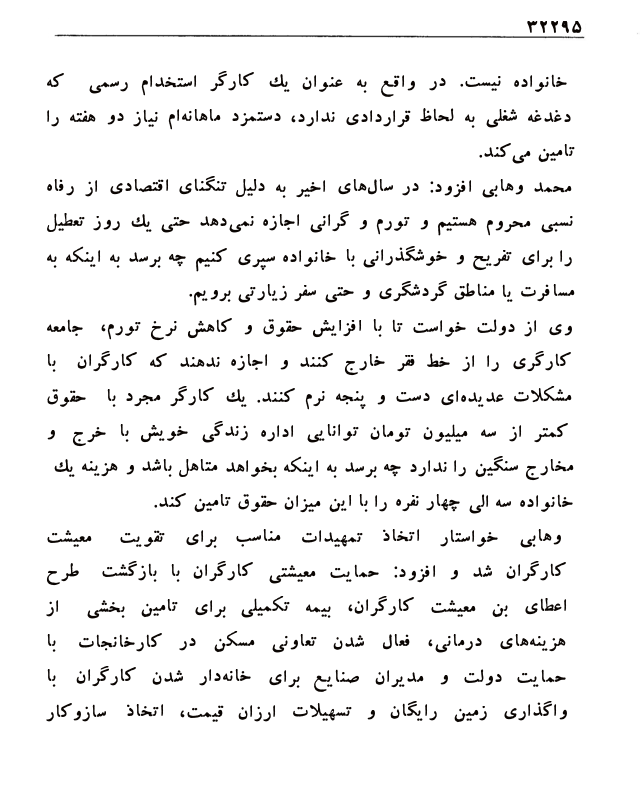 ۳۲۲۹۵
خانواده نیست. در واقع به عنوان یك کارگر استخدام رسمی که
دغدغه شغلی به لحاظ قراردادی ندارد، دستمزد ماهانه‌ام نیاز دو هفته را
تامین می‌کند.
محمد وهابی افزود: در سال‌های اخیر به دلیل تنگنای اقتصادی از رفاه
نسبی محروم هستیم و تورم و گرانی اجازه نمی‌دهد حتی یك روز تعطیل
را برای تفریح و خوشگذرانی با خانواده سپری کنیم چه برسد به اینکه به
مسافرت یا مناطق گردشگری و حتی سفر زیارتی برویم.
وی از دولت خواست تا با افزایش حقوق و کاهش نرخ تورم، جامعه
کارگری را از خط فقر خارج کنند و اجازه ندهند که کارگران با
مشکلات عدیده‌ای دست و پنجه نرم کنند. یك کارگر مجرد با حقوق
کمتر از سه میلیون تومان توانایی اداره زندگی خویش با خرج و
مخارج سنگین را ندارد چه برسد به اینکه بخواهد متاهل باشد و هزینه یك
خانواده سه الی چهار نفره را با این میزان حقوق تامین کند.
وهابی خواستار اتخاذ تمهیدات مناسب برای تقویت معیشت
کارگران شد و افزود: حمایت معیشتی کارگران با بازگشت طرح
اعطای بن معیشت کارگران، بیمه تکمیلی برای تامین بخشی از
هزینه‌های درمانی، فعال شدن تعاونی مسکن در کارخانجات با
حمایت دولت و مدیران صنایع برای خانه‌دار شدن کارگران با
واگذاری زمین رایگان و تسهیلات ارزان قیمت، اتخاذ سازوکار